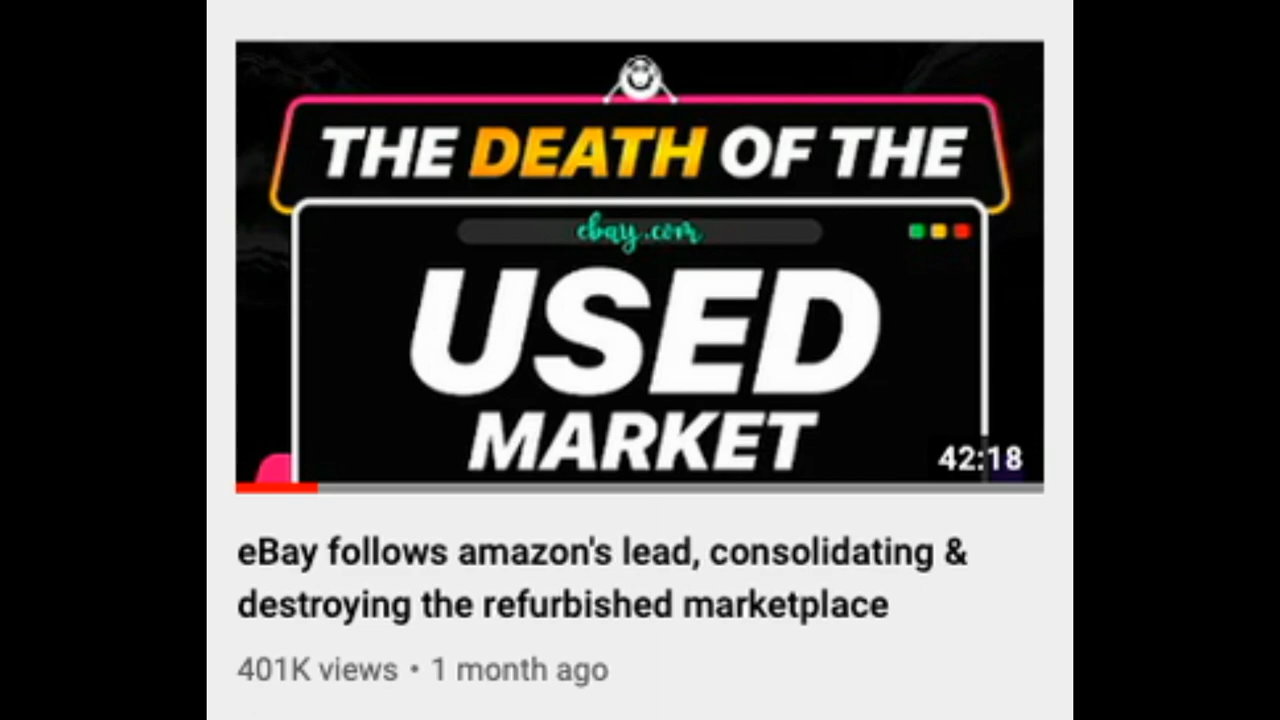 THE DEATH OF THE
ebay.com
USED
MARKET
42:18
eBay follows amazon's lead, consolidating &
destroying the refurbished marketplace
401K views • 1 month ago